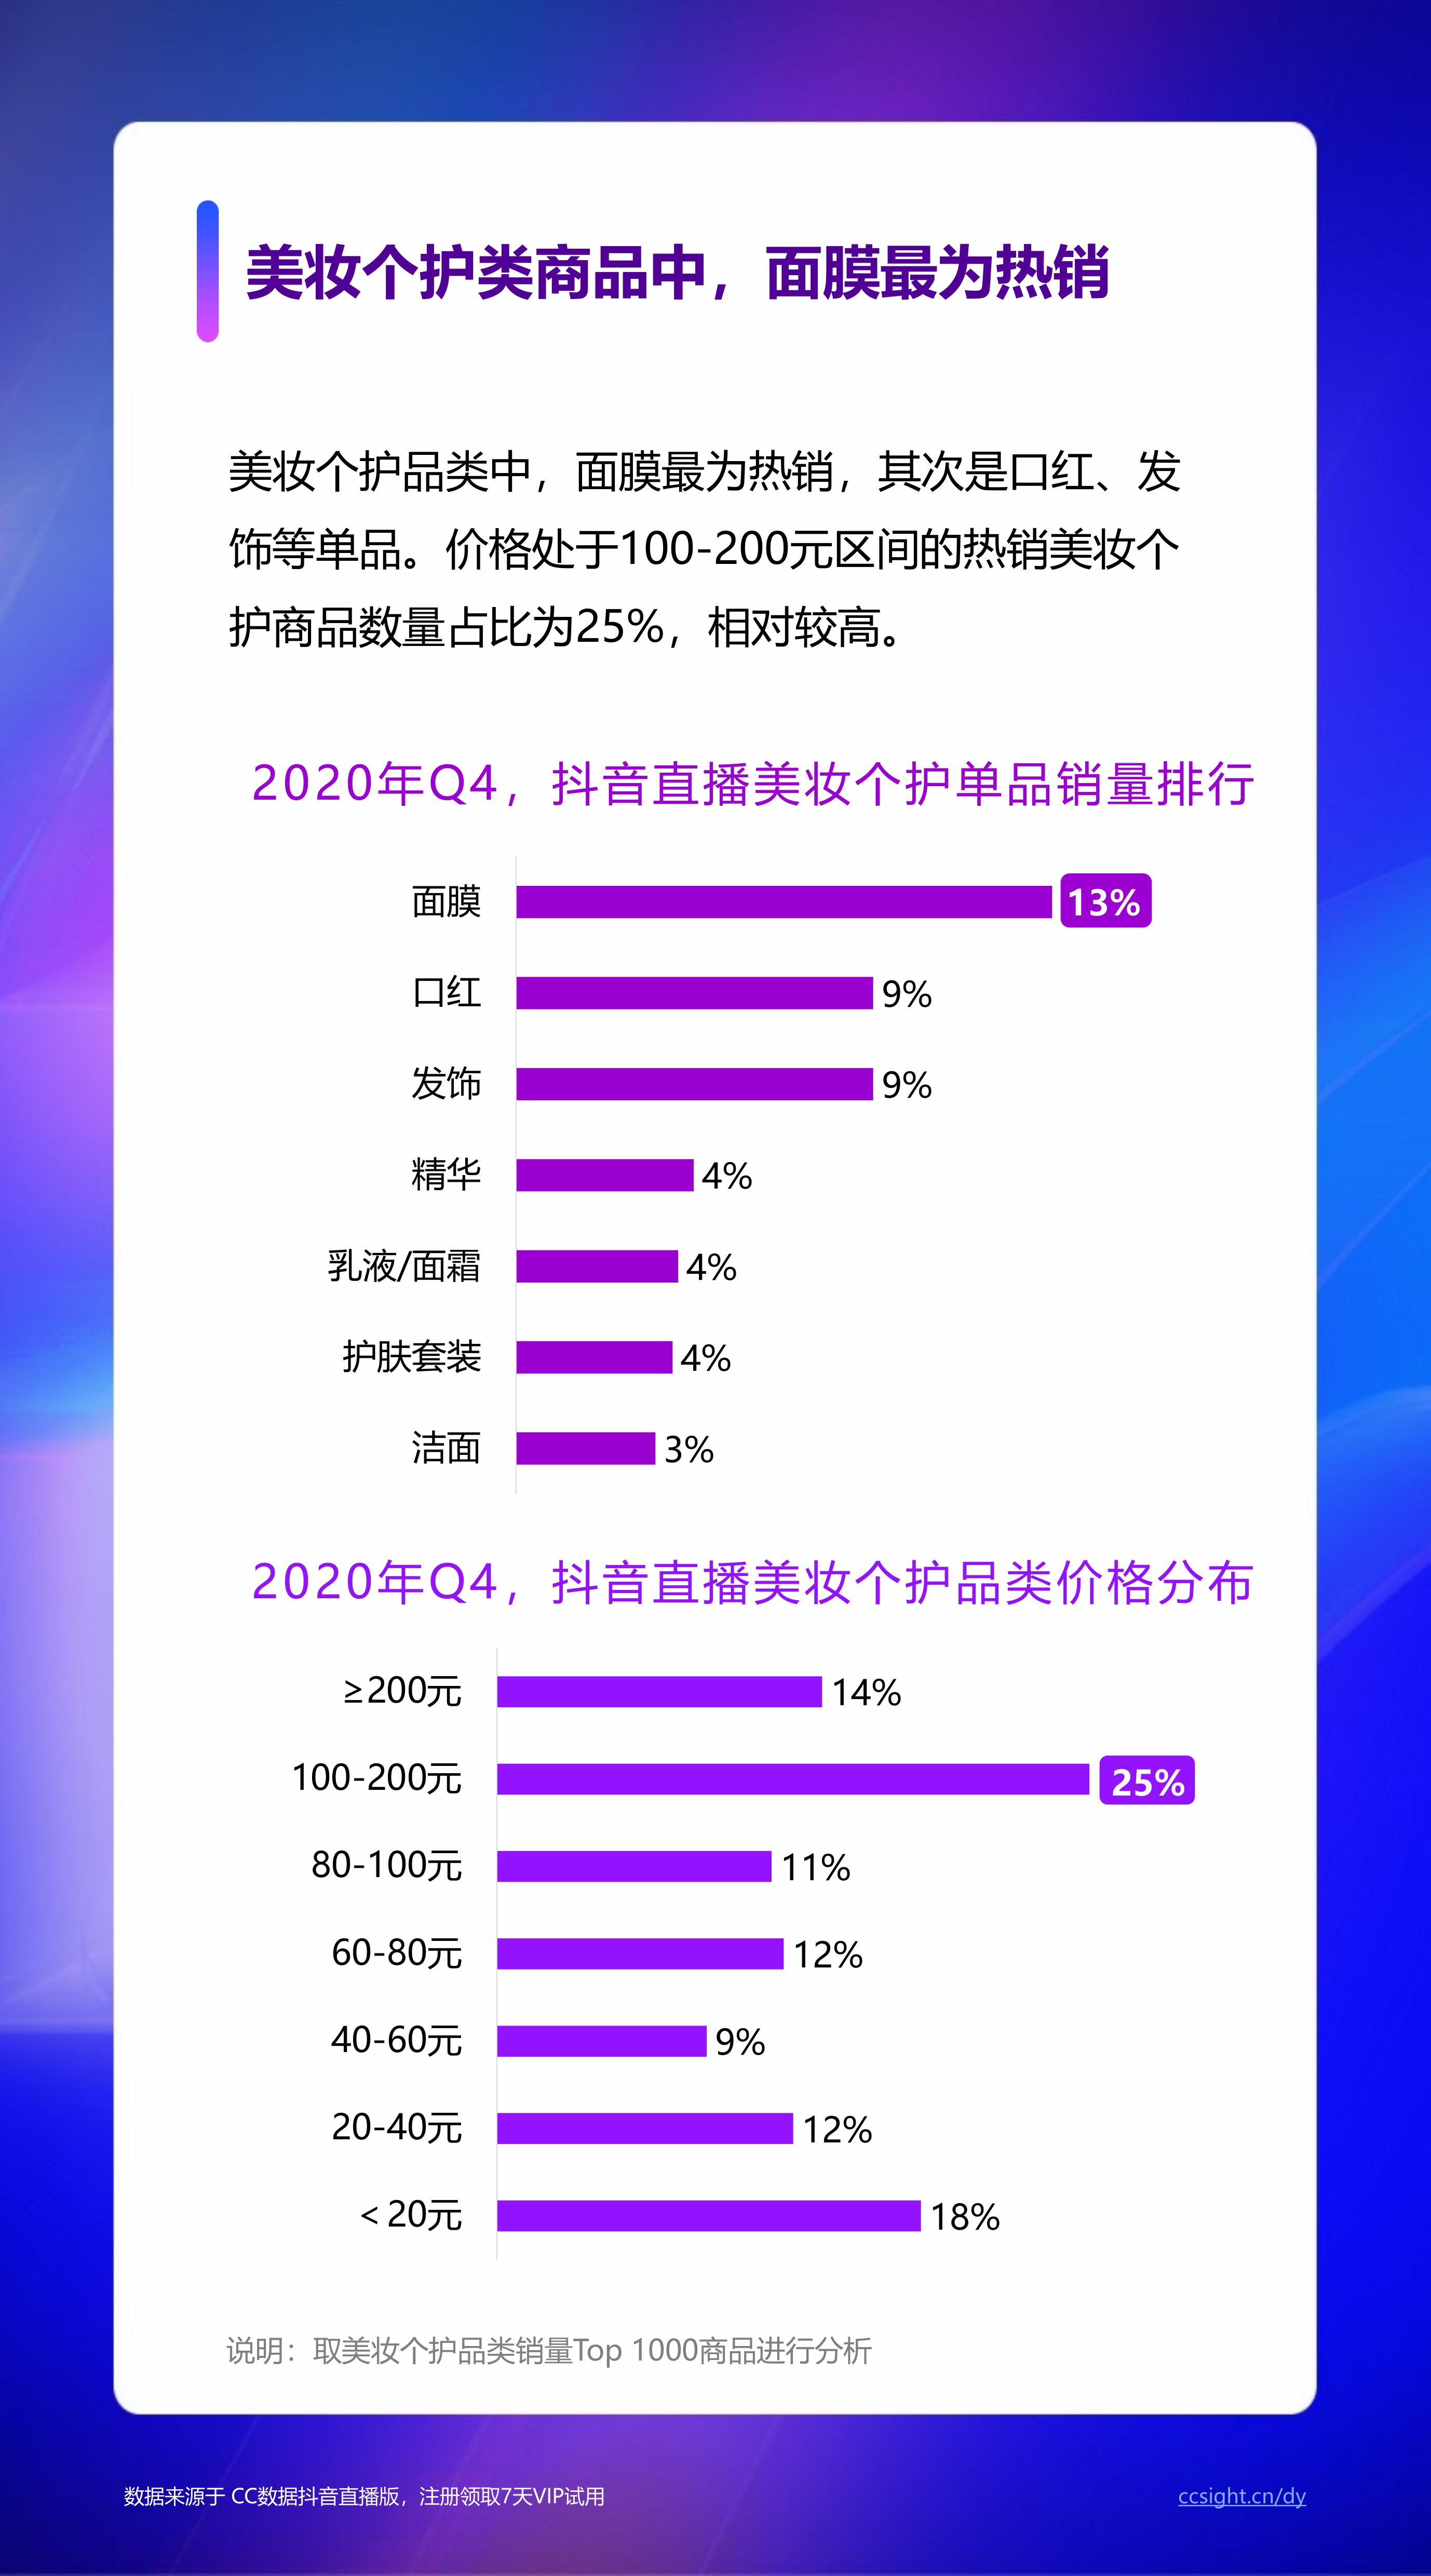 美妆个护类商品中，面膜最为热销
美妆个护品类中，面膜最为热销，其次是口红、发
饰等单品。价格处于100-200元区间的热销美妆个
护商品数量占比为25%，相对较高。
2020年Q4，抖音直播美妆个护单品销量排行
面膜 13%
口红 9%
发饰 9%
精华 4%
乳液/面霜 4%
护肤套装 4%
洁面 3%
2020年Q4，抖音直播美妆个护品类价格分布
≥200元 14%
100-200元 25%
80-100元 11%
60-80元 12%
40-60元 9%
20-40元 12%
＜20元 18%
说明：取美妆个护品类销量Top 1000商品进行分析
数据来源于 CC数据抖音直播版，注册领取7天VIP试用
ccsight.cn/dy